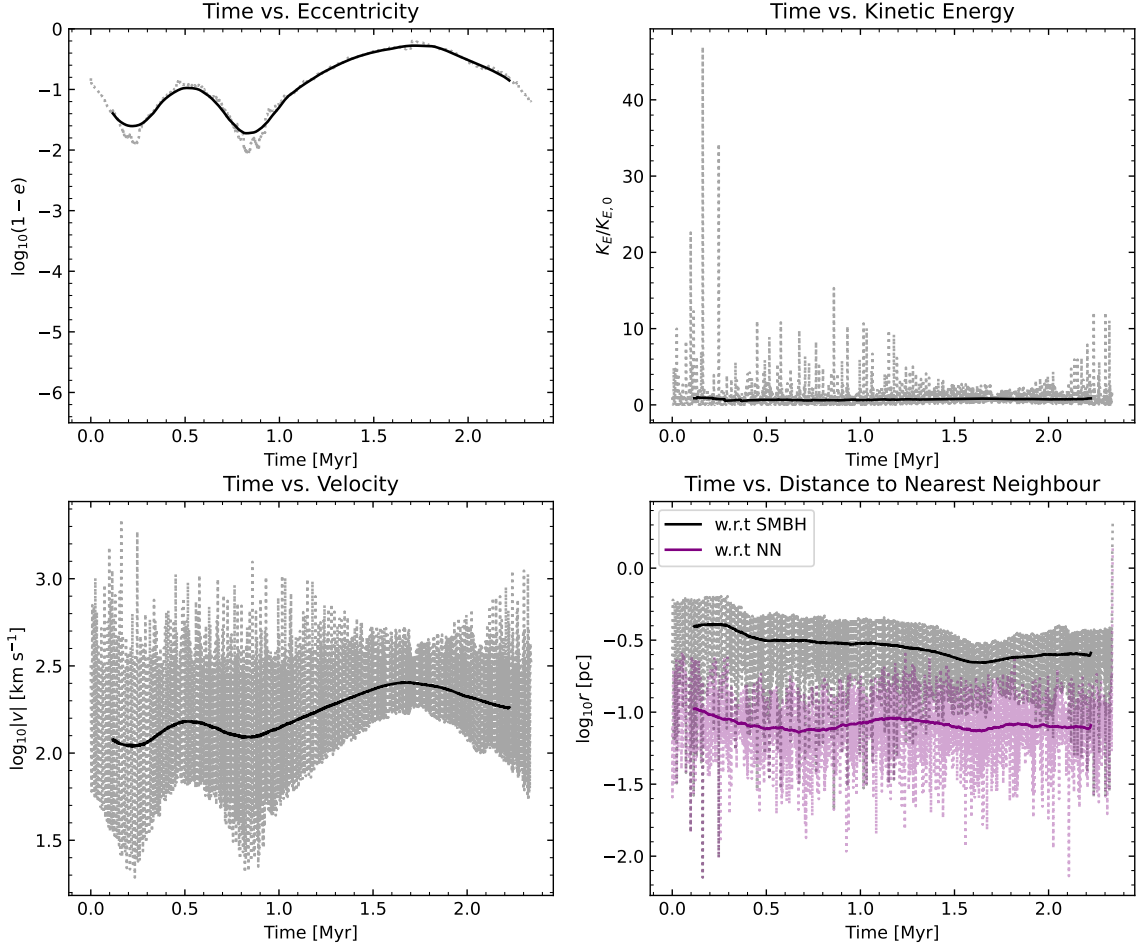 Time vs. Eccentricity
Time vs. Kinetic Energy
0
−1
−2
−3
−4
−5
−6
log₁₀(1 − e)
0.0 0.5 1.0 1.5 2.0
Time [Myr]
40
30
20
10
0
K_E/K_{E,0}
0.0 0.5 1.0 1.5 2.0
Time [Myr]
Time vs. Velocity
Time vs. Distance to Nearest Neighbour
3.0
2.5
2.0
1.5
log₁₀|v| [km s⁻¹]
0.0 0.5 1.0 1.5 2.0
Time [Myr]
w.r.t SMBH
w.r.t NN
0.0
−0.5
−1.0
−1.5
−2.0
log₁₀r [pc]
0.0 0.5 1.0 1.5 2.0
Time [Myr]